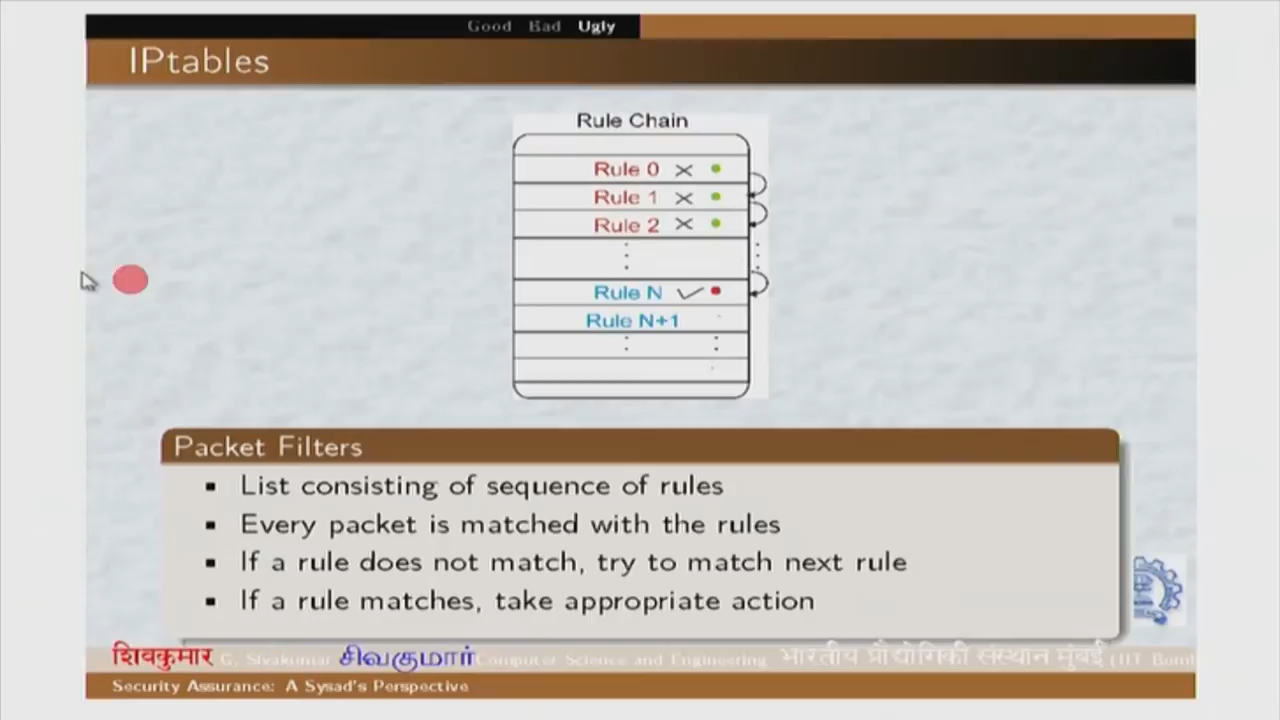 Good Bad Ugly
IPtables
Rule Chain
Rule 0
Rule 1
Rule 2
Rule N
Rule N+1
Packet Filters
List consisting of sequence of rules
Every packet is matched with the rules
If a rule does not match, try to match next rule
If a rule matches, take appropriate action
शिवकुमार G. Sivakumar சிவகுமார் Computer Science and Engineering भारतीय प्रौद्योगिकी संस्थान मुंबई (IIT Bomb
Security Assurance: A Sysad's Perspective